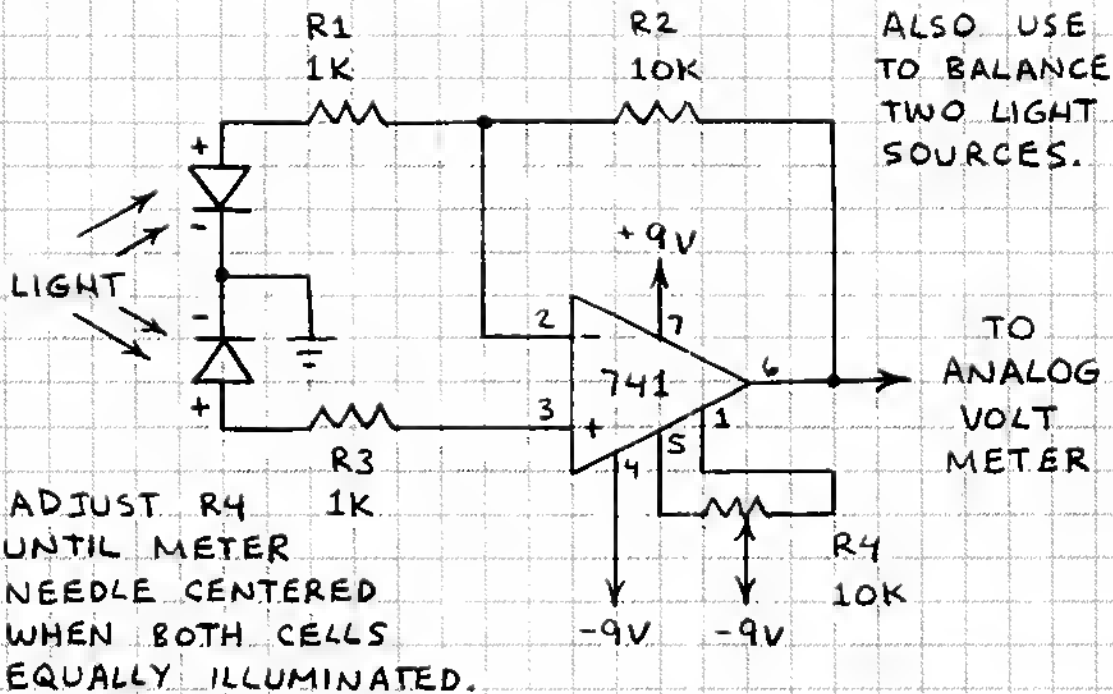 R1
1K
R2
10K
ALSO USE
TO BALANCE
TWO LIGHT
SOURCES.
+
-
LIGHT
-
+
+9V
2
-
7
741
6
3
+
1
5
4
TO
ANALOG
VOLT
METER
R3
1K
R4
10K
-9V
-9V
ADJUST R4
UNTIL METER
NEEDLE CENTERED
WHEN BOTH CELLS
EQUALLY ILLUMINATED.